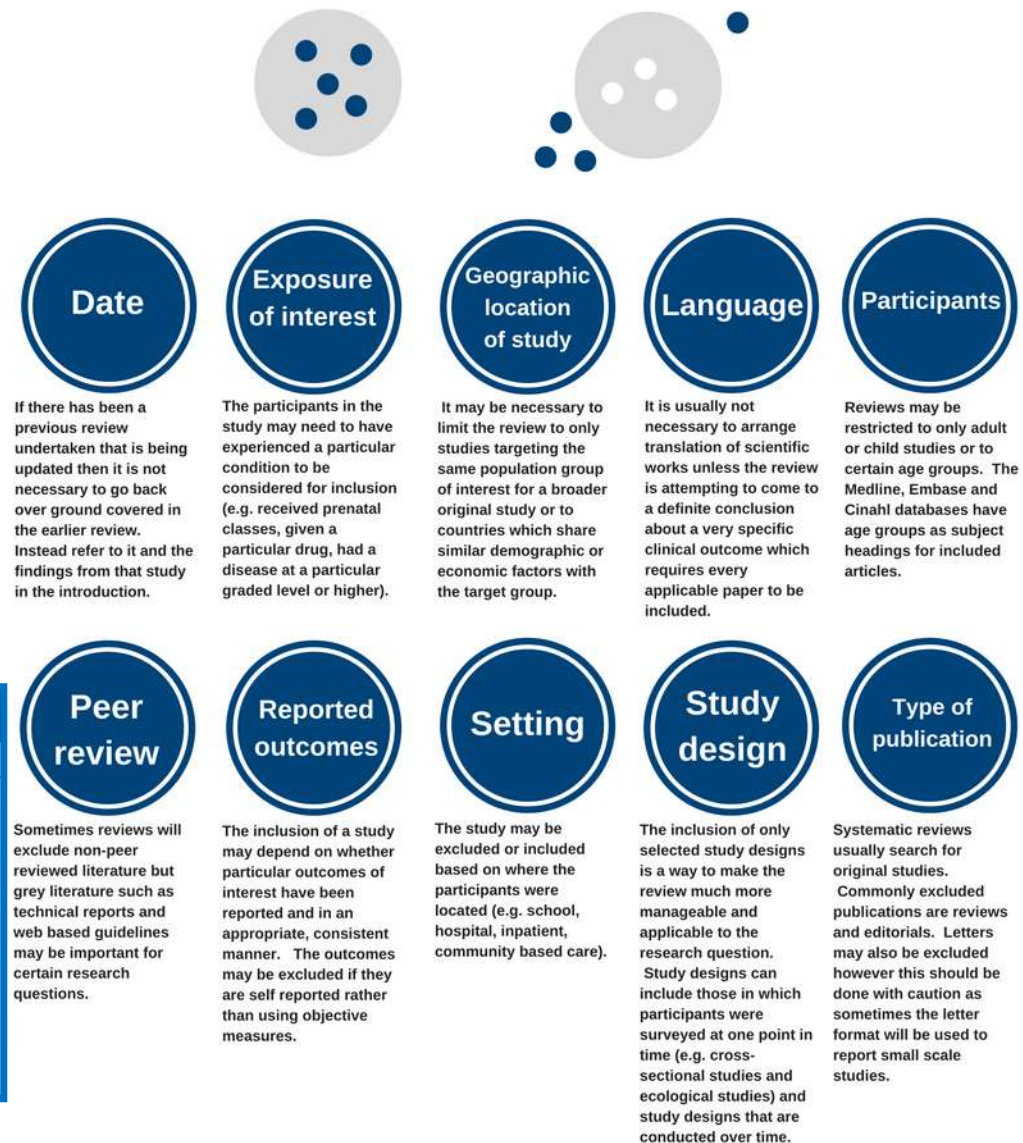 Date
If there has been a
previous review
undertaken that is being
updated then it is not
necessary to go back
over ground covered in
the earlier review.
Instead refer to it and the
findings from that study
in the introduction.
Exposure
of interest
The participants in the
study may need to have
experienced a particular
condition to be
considered for inclusion
(e.g. received prenatal
classes, given a
particular drug, had a
disease at a particular
graded level or higher).
Geographic
location
of study
It may be necessary to
limit the review to only
studies targeting the
same population group
of interest for a broader
original study or to
countries which share
similar demographic or
economic factors with
the target group.
Language
It is usually not
necessary to arrange
translation of scientific
works unless the review
is attempting to come to
a definite conclusion
about a very specific
clinical outcome which
requires every
applicable paper to be
included.
Participants
Reviews may be
restricted to only adult
or child studies or to
certain age groups. The
Medline, Embase and
Cinahl databases have
age groups as subject
headings for included
articles.
Peer
review
Sometimes reviews will
exclude non-peer
reviewed literature but
grey literature such as
technical reports and
web based guidelines
may be important for
certain research
questions.
Reported
outcomes
The inclusion of a study
may depend on whether
particular outcomes of
interest have been
reported and in an
appropriate, consistent
manner. The outcomes
may be excluded if they
are self reported rather
than using objective
measures.
Setting
The study may be
excluded or included
based on where the
participants were
located (e.g. school,
hospital, inpatient,
community based care).
Study
design
The inclusion of only
selected study designs
is a way to make the
review much more
manageable and
applicable to the
research question.
Study designs can
include those in which
participants were
surveyed at one point in
time (e.g. cross-
sectional studies and
ecological studies) and
study designs that are
conducted over time.
Type of
publication
Systematic reviews
usually search for
original studies.
Commonly excluded
publications are reviews
and editorials. Letters
may also be excluded
however this should be
done with caution as
sometimes the letter
format will be used to
report small scale
studies.